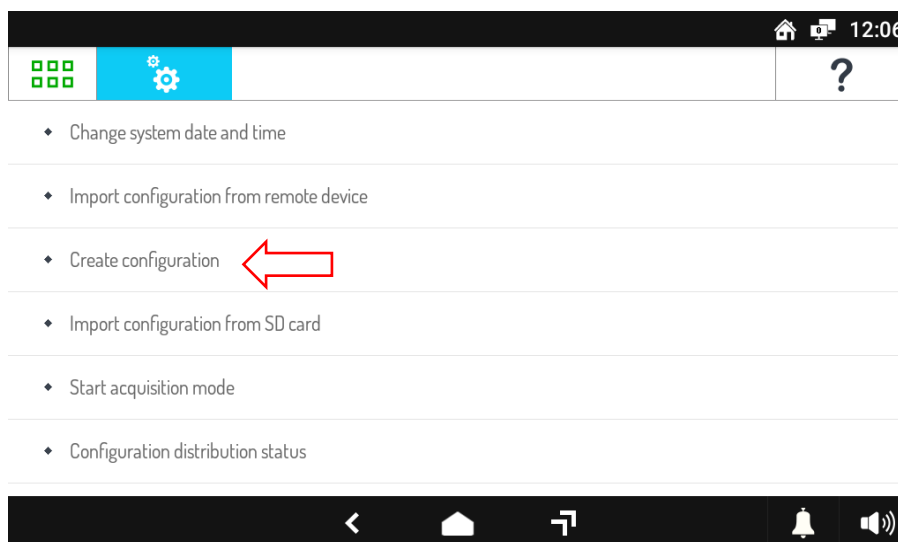 12:06
?
Change system date and time
Import configuration from remote device
Create configuration
Import configuration from SD card
Start acquisition mode
Configuration distribution status